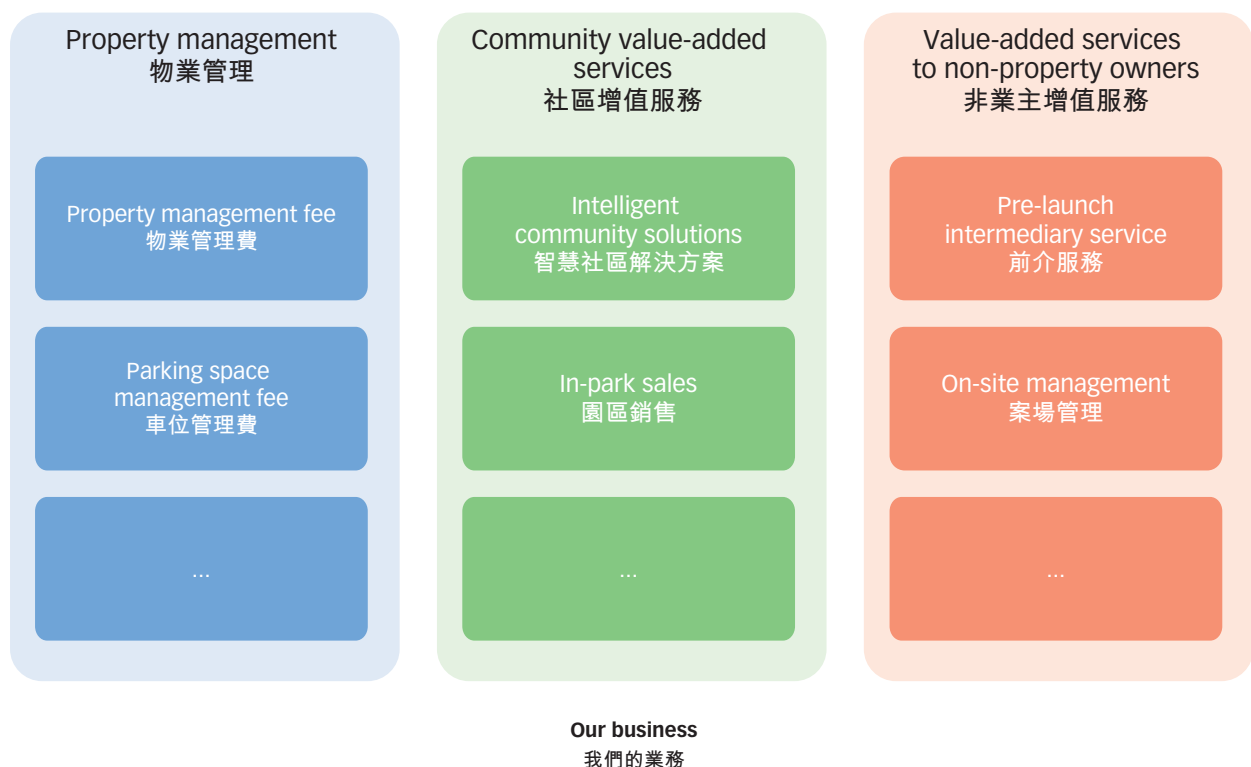 Property management
物業管理
Property management fee
物業管理費
Parking space
management fee
車位管理費
...
Community value-added
services
社區增值服務
Intelligent
community solutions
智慧社區解決方案
In-park sales
園區銷售
...
Value-added services
to non-property owners
非業主增值服務
Pre-launch
intermediary service
前介服務
On-site management
案場管理
...
Our business
我們的業務